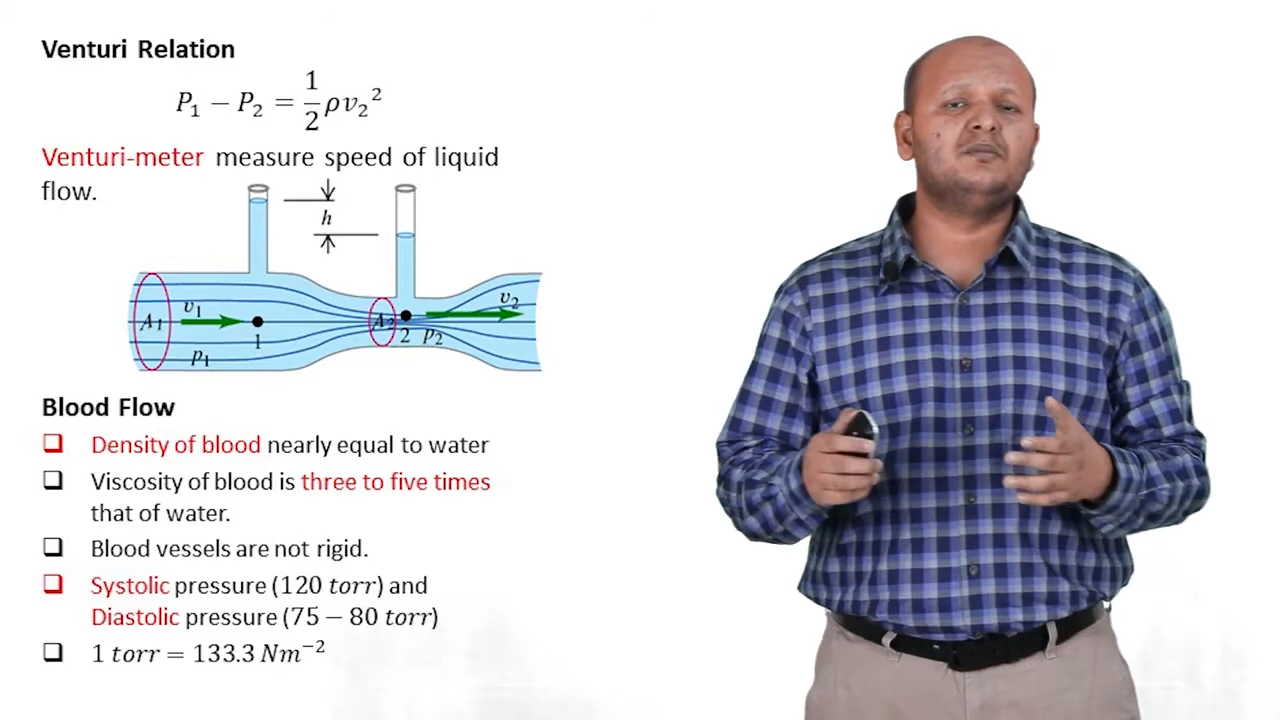 Venturi Relation
P₁ − P₂ = 1/2 ρv₂²
Venturi-meter measure speed of liquid
flow.
h
A₁ v₁ 1 p₁ A₂ 2 p₂ v₂
Blood Flow
❑ Density of blood nearly equal to water
❑ Viscosity of blood is three to five times
that of water.
❑ Blood vessels are not rigid.
❑ Systolic pressure (120 torr) and
Diastolic pressure (75 − 80 torr)
❑ 1 torr = 133.3 Nm⁻²